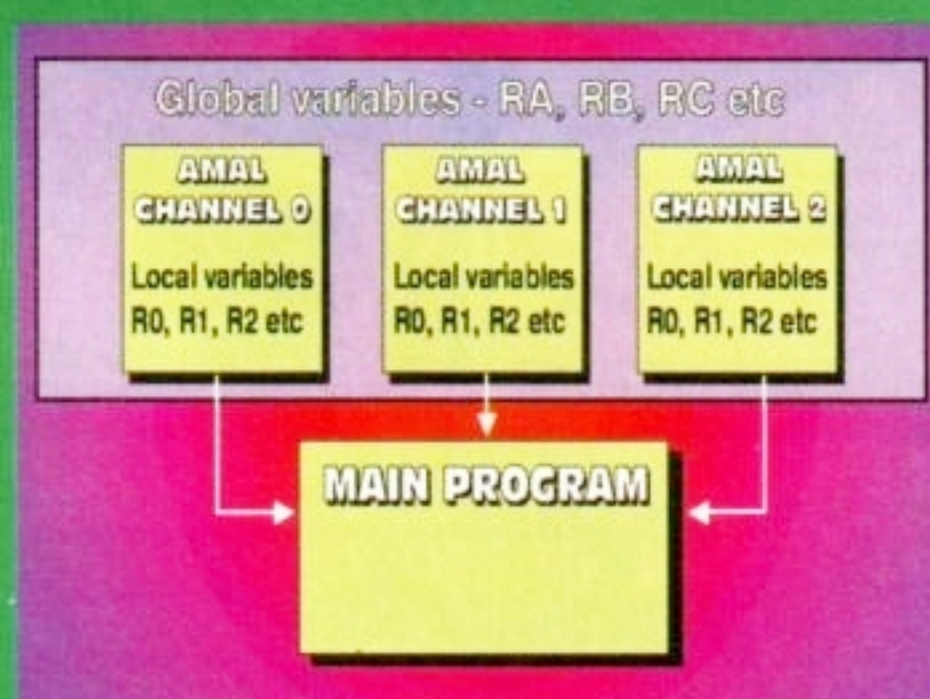 Global variables - RA, RB, RC etc
AMAL
CHANNEL 0
Local variables
R0, R1, R2 etc
AMAL
CHANNEL 1
Local variables
R0, R1, R2 etc
AMAL
CHANNEL 2
Local variables
R0, R1, R2 etc
MAIN PROGRAM